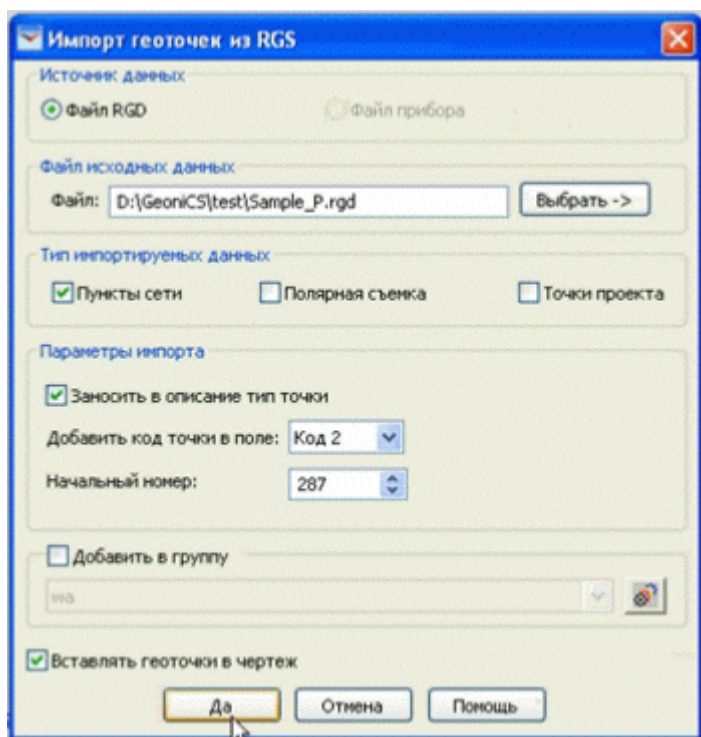 Импорт геоточек из RGS
Источник данных
Файл RGD
Файл прибора
Файл исходных данных
Файл: D:\GeoniCS\test\Sample_P.rgd Выбрать ->
Тип импортируемых данных
Пункты сети Полярная съемка Точки проекта
Параметры импорта
Заносить в описание тип точки
Добавить код точки в поле: Код 2
Начальный номер: 287
Добавить в группу
Вставлять геоточки в чертеж
Да Отмена Помощь